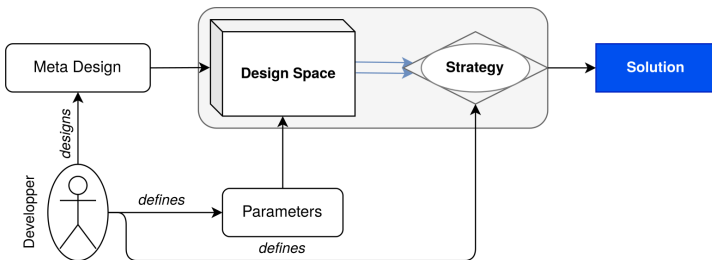 Meta Design
Design Space
Strategy
Solution
designs
Developper
defines
Parameters
defines